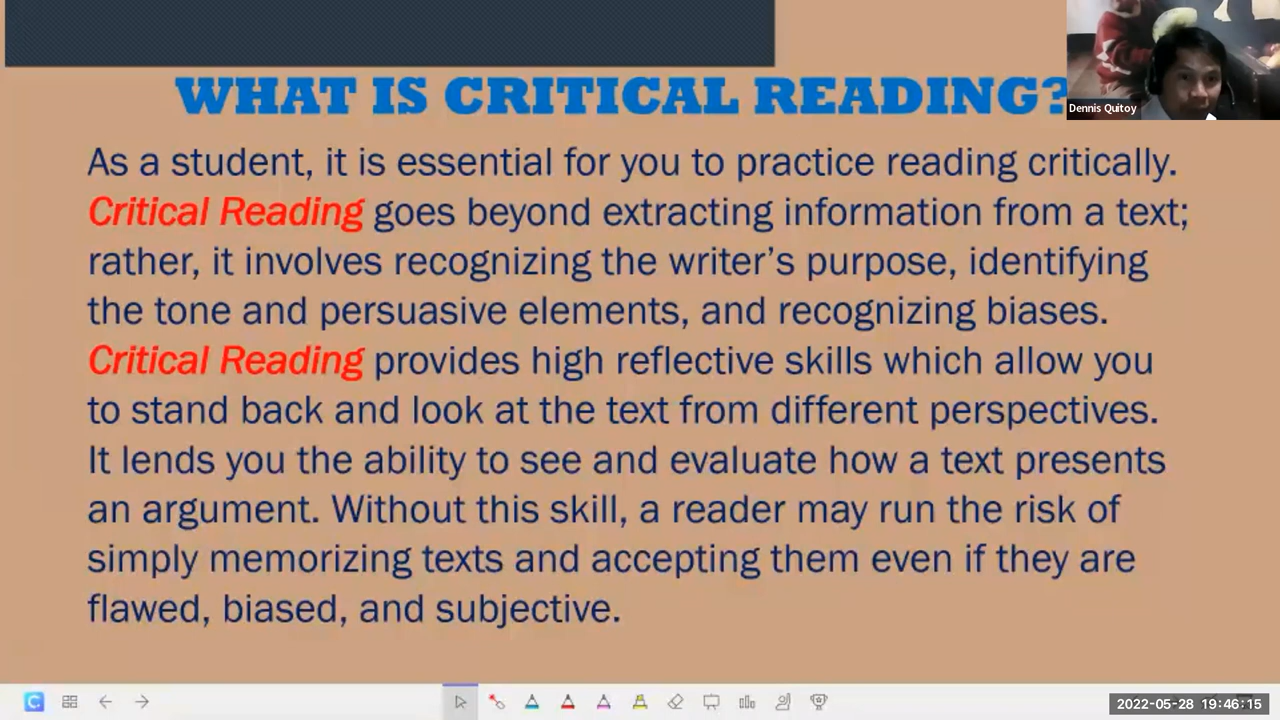 WHAT IS CRITICAL READING?
Dennis Quitoy
As a student, it is essential for you to practice reading critically.
Critical Reading goes beyond extracting information from a text;
rather, it involves recognizing the writer’s purpose, identifying
the tone and persuasive elements, and recognizing biases.
Critical Reading provides high reflective skills which allow you
to stand back and look at the text from different perspectives.
It lends you the ability to see and evaluate how a text presents
an argument. Without this skill, a reader may run the risk of
simply memorizing texts and accepting them even if they are
flawed, biased, and subjective.
2022-05-28 19:46:15